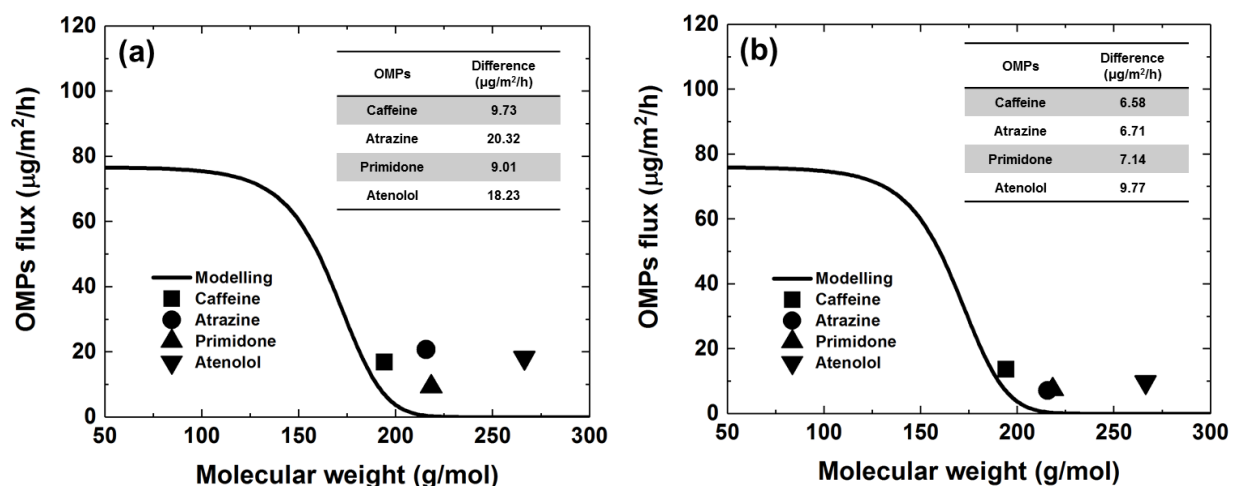 (a)
OMPs
Difference
(μg/m²/h)
Caffeine 9.73
Atrazine 20.32
Primidone 9.01
Atenolol 18.23
Modelling
Caffeine
Atrazine
Primidone
Atenolol
OMPs flux (μg/m²/h)
120
100
80
60
40
20
0
50 100 150 200 250 300
Molecular weight (g/mol)
(b)
OMPs
Difference
(μg/m²/h)
Caffeine 6.58
Atrazine 6.71
Primidone 7.14
Atenolol 9.77
Modelling
Caffeine
Atrazine
Primidone
Atenolol
OMPs flux (μg/m²/h)
120
100
80
60
40
20
0
50 100 150 200 250 300
Molecular weight (g/mol)